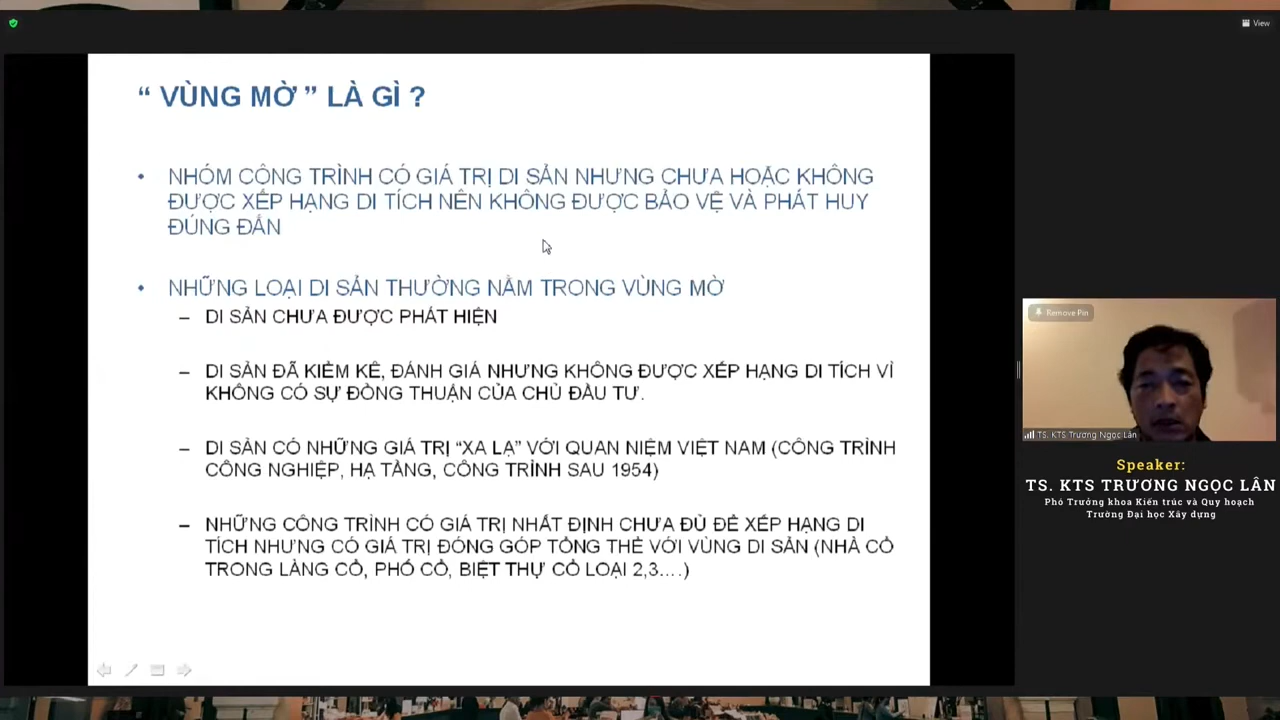 View
“ VÙNG MỜ ” LÀ GÌ ?
• NHÓM CÔNG TRÌNH CÓ GIÁ TRỊ DI SẢN NHƯNG CHƯA HOẶC KHÔNG
ĐƯỢC XẾP HẠNG DI TÍCH NÊN KHÔNG ĐƯỢC BẢO VỆ VÀ PHÁT HUY
ĐÚNG ĐẮN
• NHỮNG LOẠI DI SẢN THƯỜNG NẰM TRONG VÙNG MỜ
– DI SẢN CHƯA ĐƯỢC PHÁT HIỆN
– DI SẢN ĐÃ KIỂM KÊ, ĐÁNH GIÁ NHƯNG KHÔNG ĐƯỢC XẾP HẠNG DI TÍCH VÌ
KHÔNG CÓ SỰ ĐỒNG THUẬN CỦA CHỦ ĐẦU TƯ.
– DI SẢN CÓ NHỮNG GIÁ TRỊ “XA LẠ” VỚI QUAN NIỆM VIỆT NAM (CÔNG TRÌNH
CÔNG NGHIỆP, HẠ TẦNG, CÔNG TRÌNH SAU 1954)
– NHỮNG CÔNG TRÌNH CÓ GIÁ TRỊ NHẤT ĐỊNH CHƯA ĐỦ ĐỂ XẾP HẠNG DI
TÍCH NHƯNG CÓ GIÁ TRỊ ĐÓNG GÓP TỔNG THỂ VỚI VÙNG DI SẢN (NHÀ CỔ
TRONG LÀNG CỔ, PHỐ CỔ, BIỆT THỰ CỔ LOẠI 2,3....)
Remove Pin
TS. KTS Trương Ngọc Lân
Speaker:
TS. KTS TRƯƠNG NGỌC LÂN
Phó Trưởng khoa Kiến trúc và Quy hoạch
Trường Đại học Xây dựng